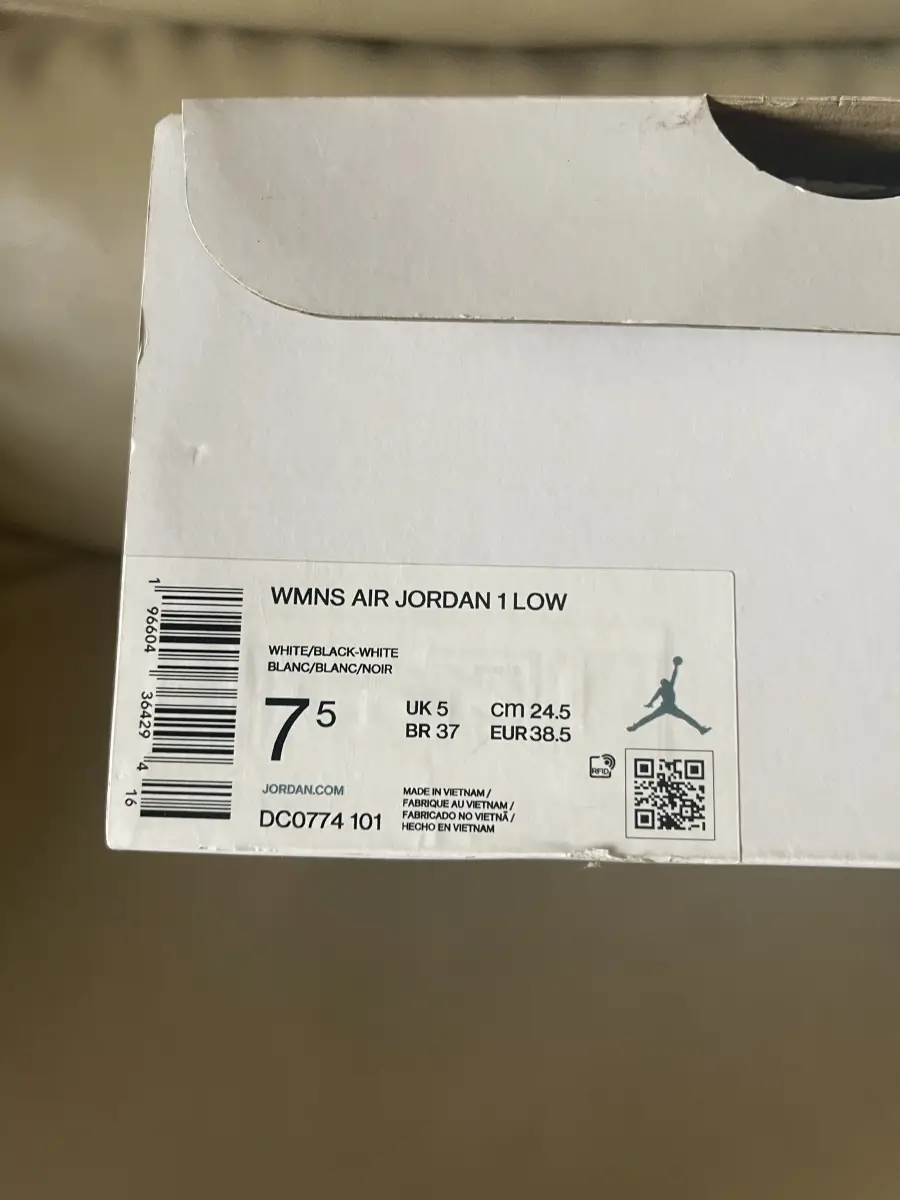 WMNS AIR JORDAN 1 LOW
WHITE/BLACK-WHITE
BLANC/BLANC/NOIR
7 5
UK 5
cm 24.5
BR 37
EUR 38.5
RFID
JORDAN.COM
DC0774 101
MADE IN VIETNAM /
FABRIQUE AU VIETNAM /
FABRICADO NO VIETNÃ /
HECHO EN VIETNAM
1 96604 36429 4 16